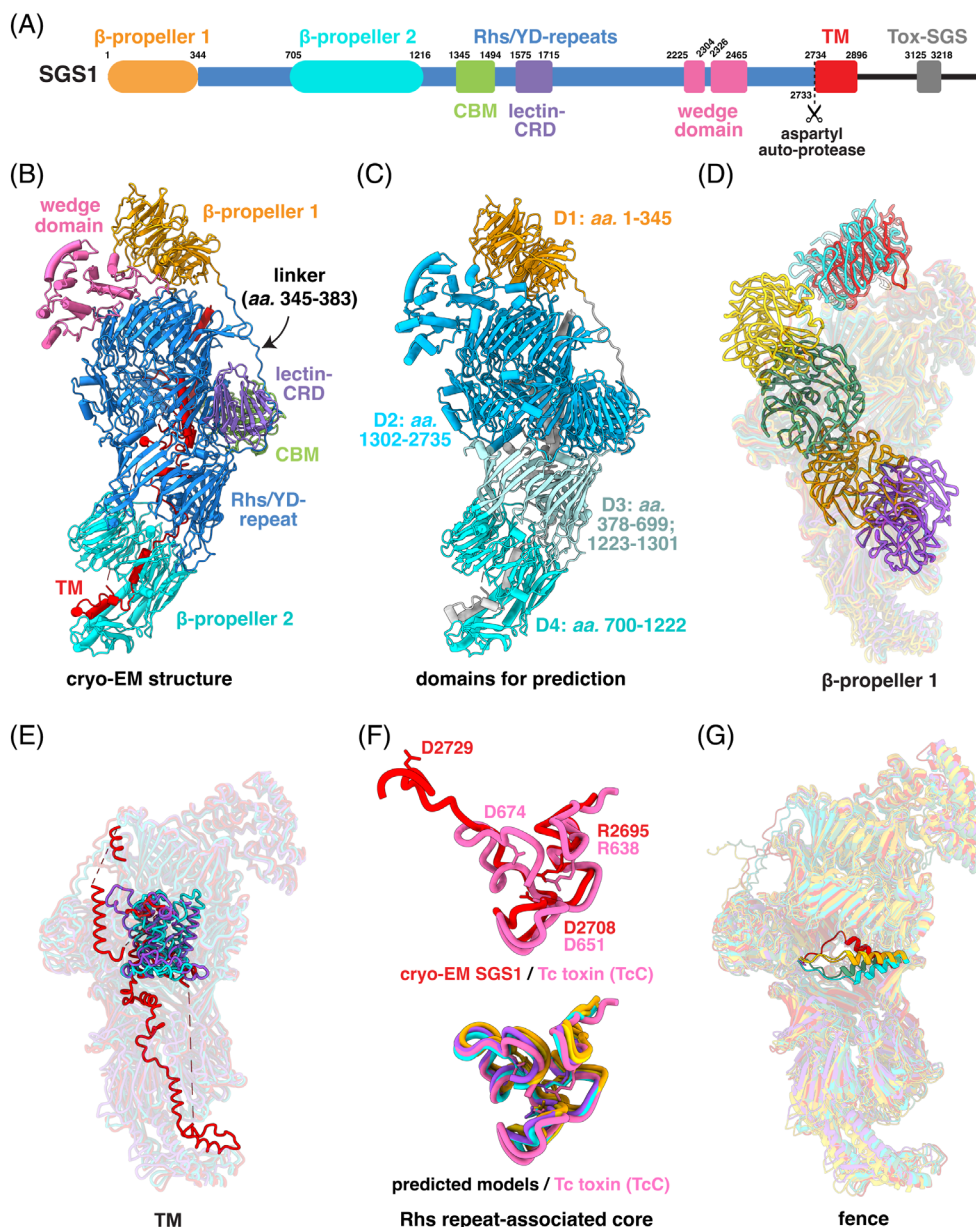 (A)
β-propeller 1
β-propeller 2
Rhs/YD-repeats
TM
Tox-SGS
1 344 705 1216 1345 1494 1575 1715 2225 2304 2326 2465 2734 2896 3125 3218
SGS1
2733
CBM
lectin-
CRD
wedge
domain
aspartyl
auto-protease
(B)
wedge
domain
β-propeller 1
linker
(aa. 345-383)
lectin-
CRD
CBM
Rhs/YD-
repeat
TM
β-propeller 2
cryo-EM structure
(C)
D1: aa. 1-345
D2: aa.
1302-2735
D3: aa.
378-699;
1223-1301
D4: aa. 700-1222
domains for prediction
(D)
β-propeller 1
(E)
TM
(F)
D2729
D674
R2695
R638
D2708
D651
cryo-EM SGS1 / Tc toxin (TcC)
predicted models / Tc toxin (TcC)
Rhs repeat-associated core
(G)
fence